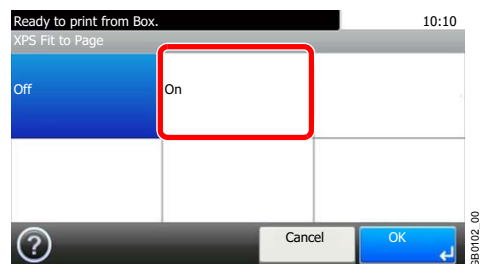 Ready to print from Box.
10:10
XPS Fit to Page
Off
On
?
Cancel
OK
GB0102_00